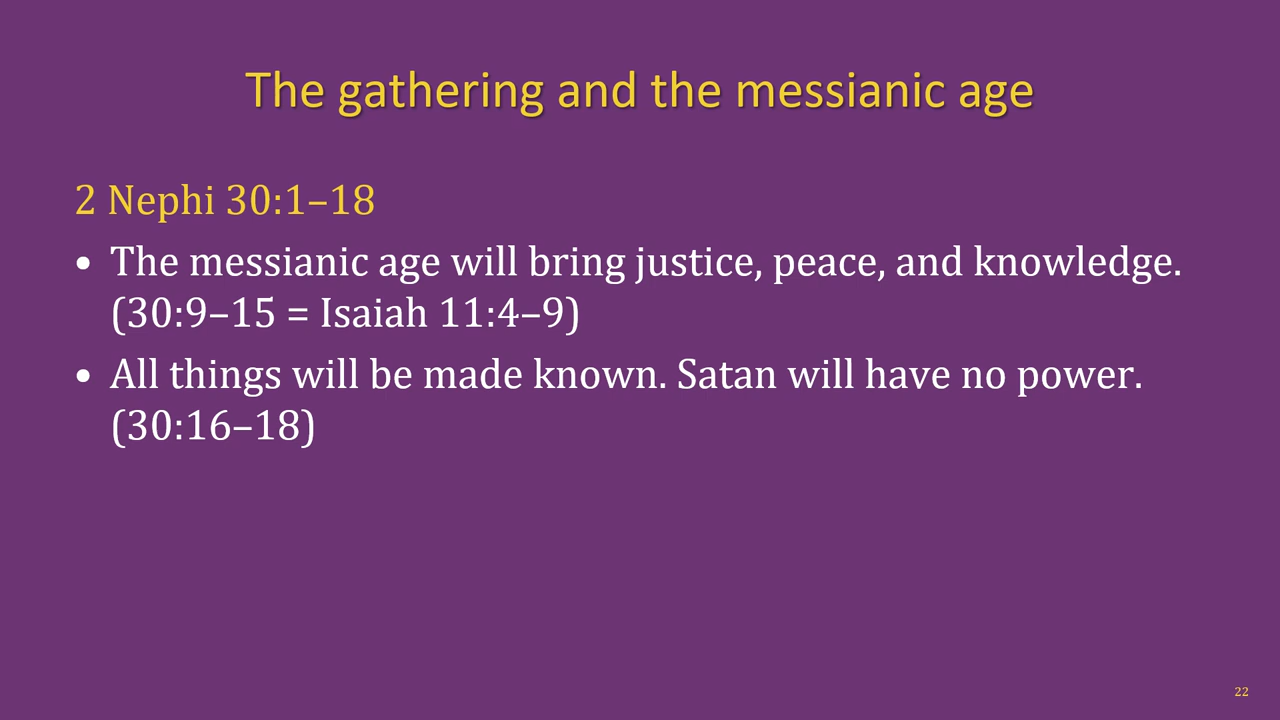 The gathering and the messianic age
2 Nephi 30:1–18
• The messianic age will bring justice, peace, and knowledge.
(30:9–15 = Isaiah 11:4–9)
• All things will be made known. Satan will have no power.
(30:16–18)
22